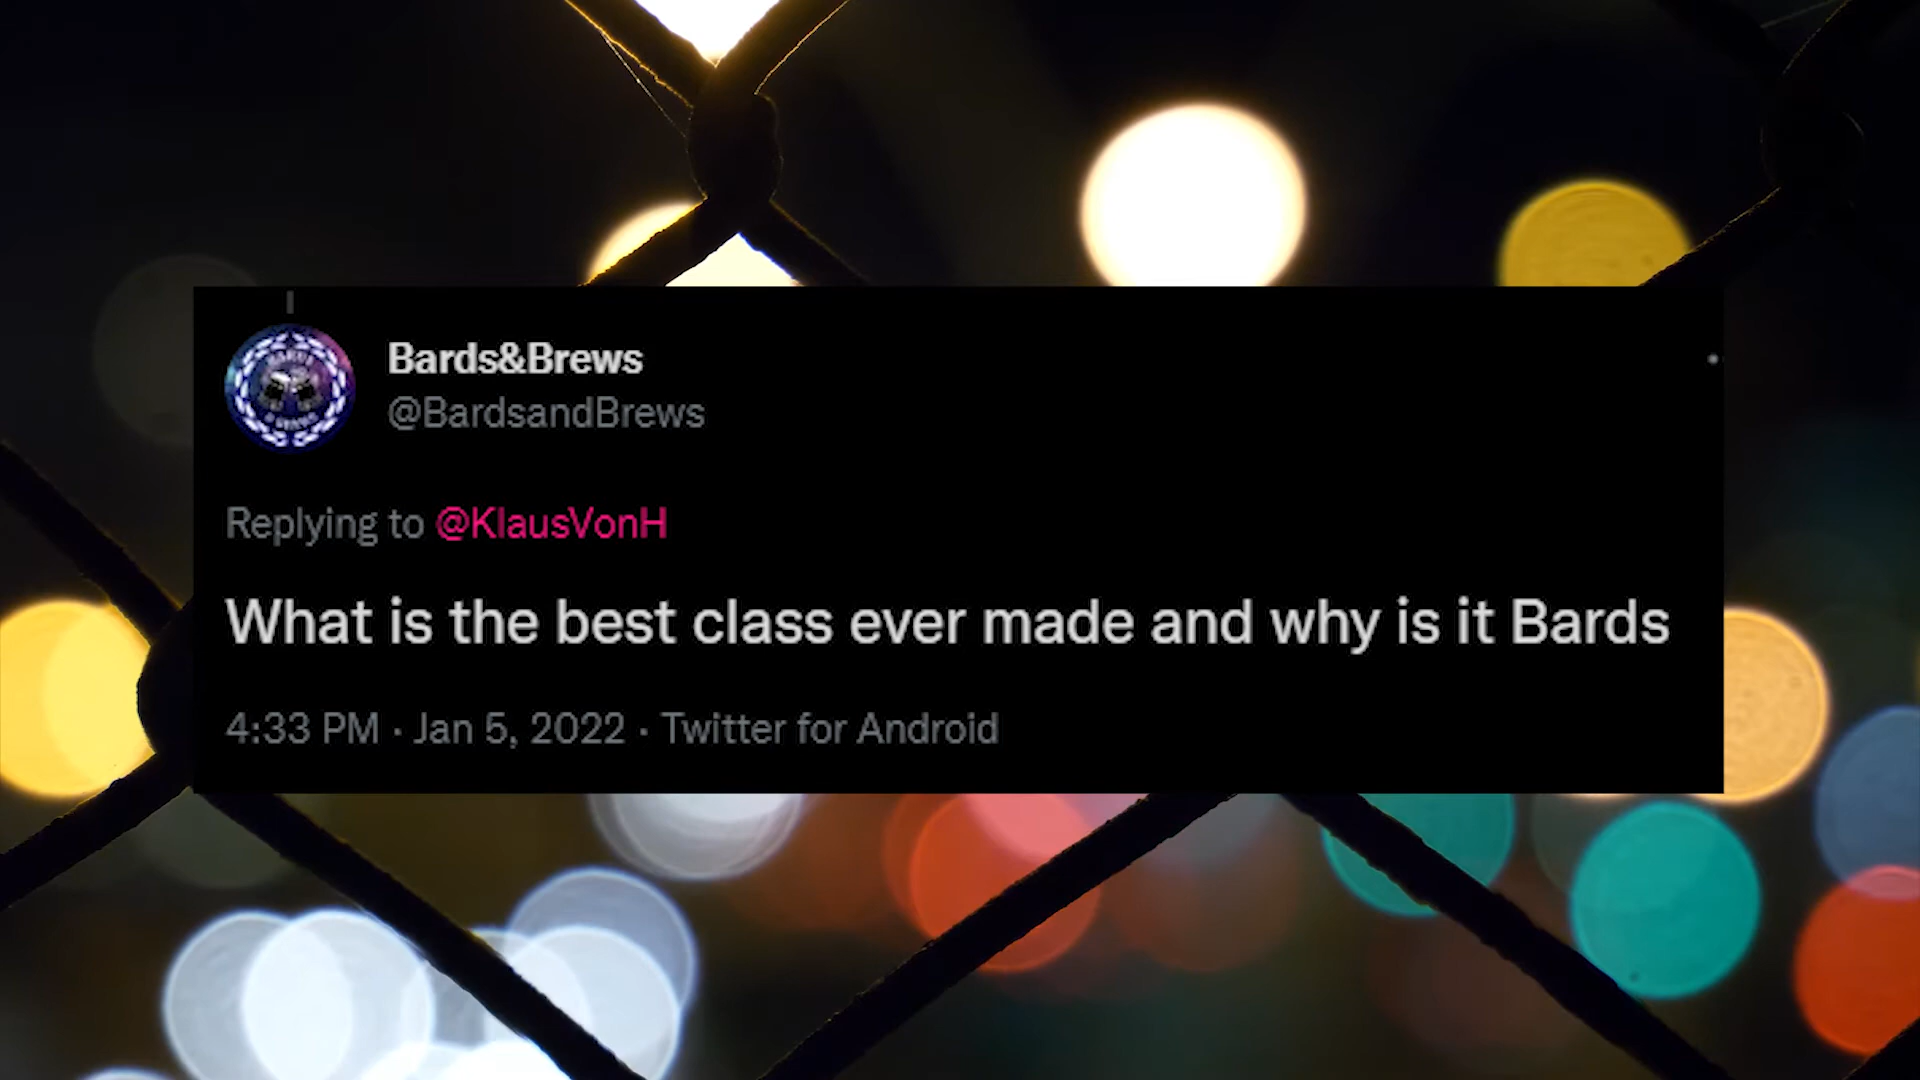 Bards&Brews
@BardsandBrews
Replying to @KlausVonH
What is the best class ever made and why is it Bards
4:33 PM · Jan 5, 2022 · Twitter for Android